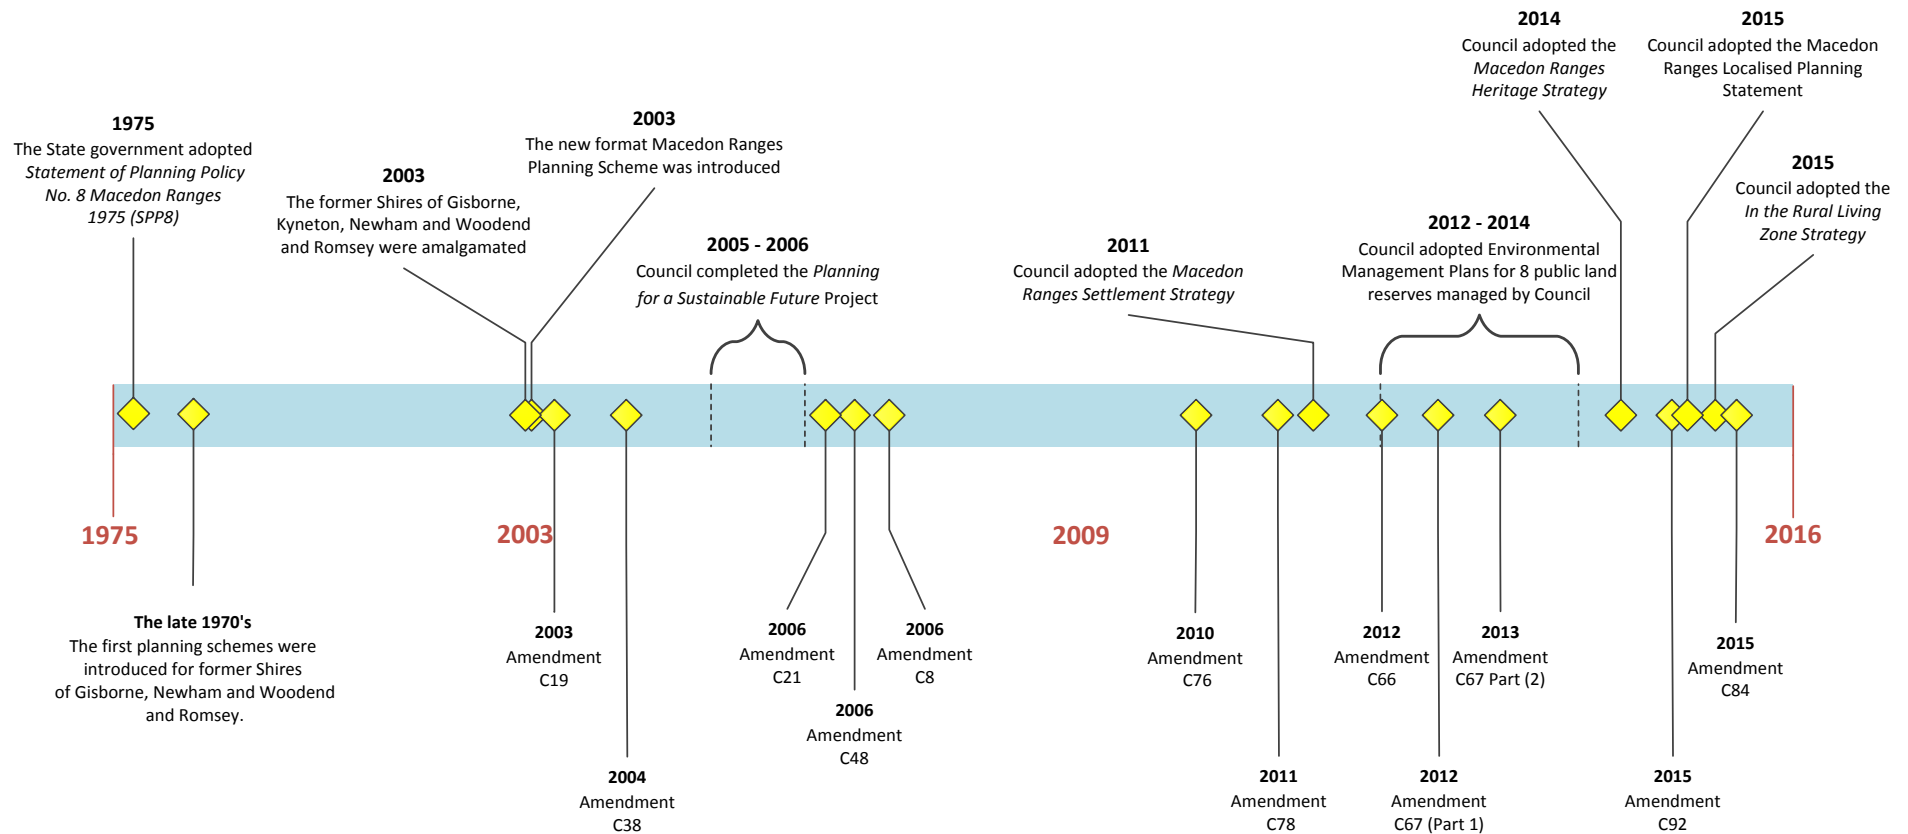 1975
The State government adopted
Statement of Planning Policy
No. 8 Macedon Ranges
1975 (SPP8)
2003
The former Shires of Gisborne,
Kyneton, Newham and Woodend
and Romsey were amalgamated
2003
The new format Macedon Ranges
Planning Scheme was introduced
2005 - 2006
Council completed the Planning
for a Sustainable Future Project
2011
Council adopted the Macedon
Ranges Settlement Strategy
2012 - 2014
Council adopted Environmental
Management Plans for 8 public land
reserves managed by Council
2014
Council adopted the
Macedon Ranges
Heritage Strategy
2015
Council adopted the Macedon
Ranges Localised Planning
Statement
2015
Council adopted the
In the Rural Living
Zone Strategy
1975
2003
2009
2016
The late 1970's
The first planning schemes were
introduced for former Shires
of Gisborne, Newham and Woodend
and Romsey.
2003
Amendment
C19
2004
Amendment
C38
2006
Amendment
C21
2006
Amendment
C48
2006
Amendment
C8
2010
Amendment
C76
2011
Amendment
C78
2012
Amendment
C66
2012
Amendment
C67 (Part 1)
2013
Amendment
C67 Part (2)
2015
Amendment
C92
2015
Amendment
C84